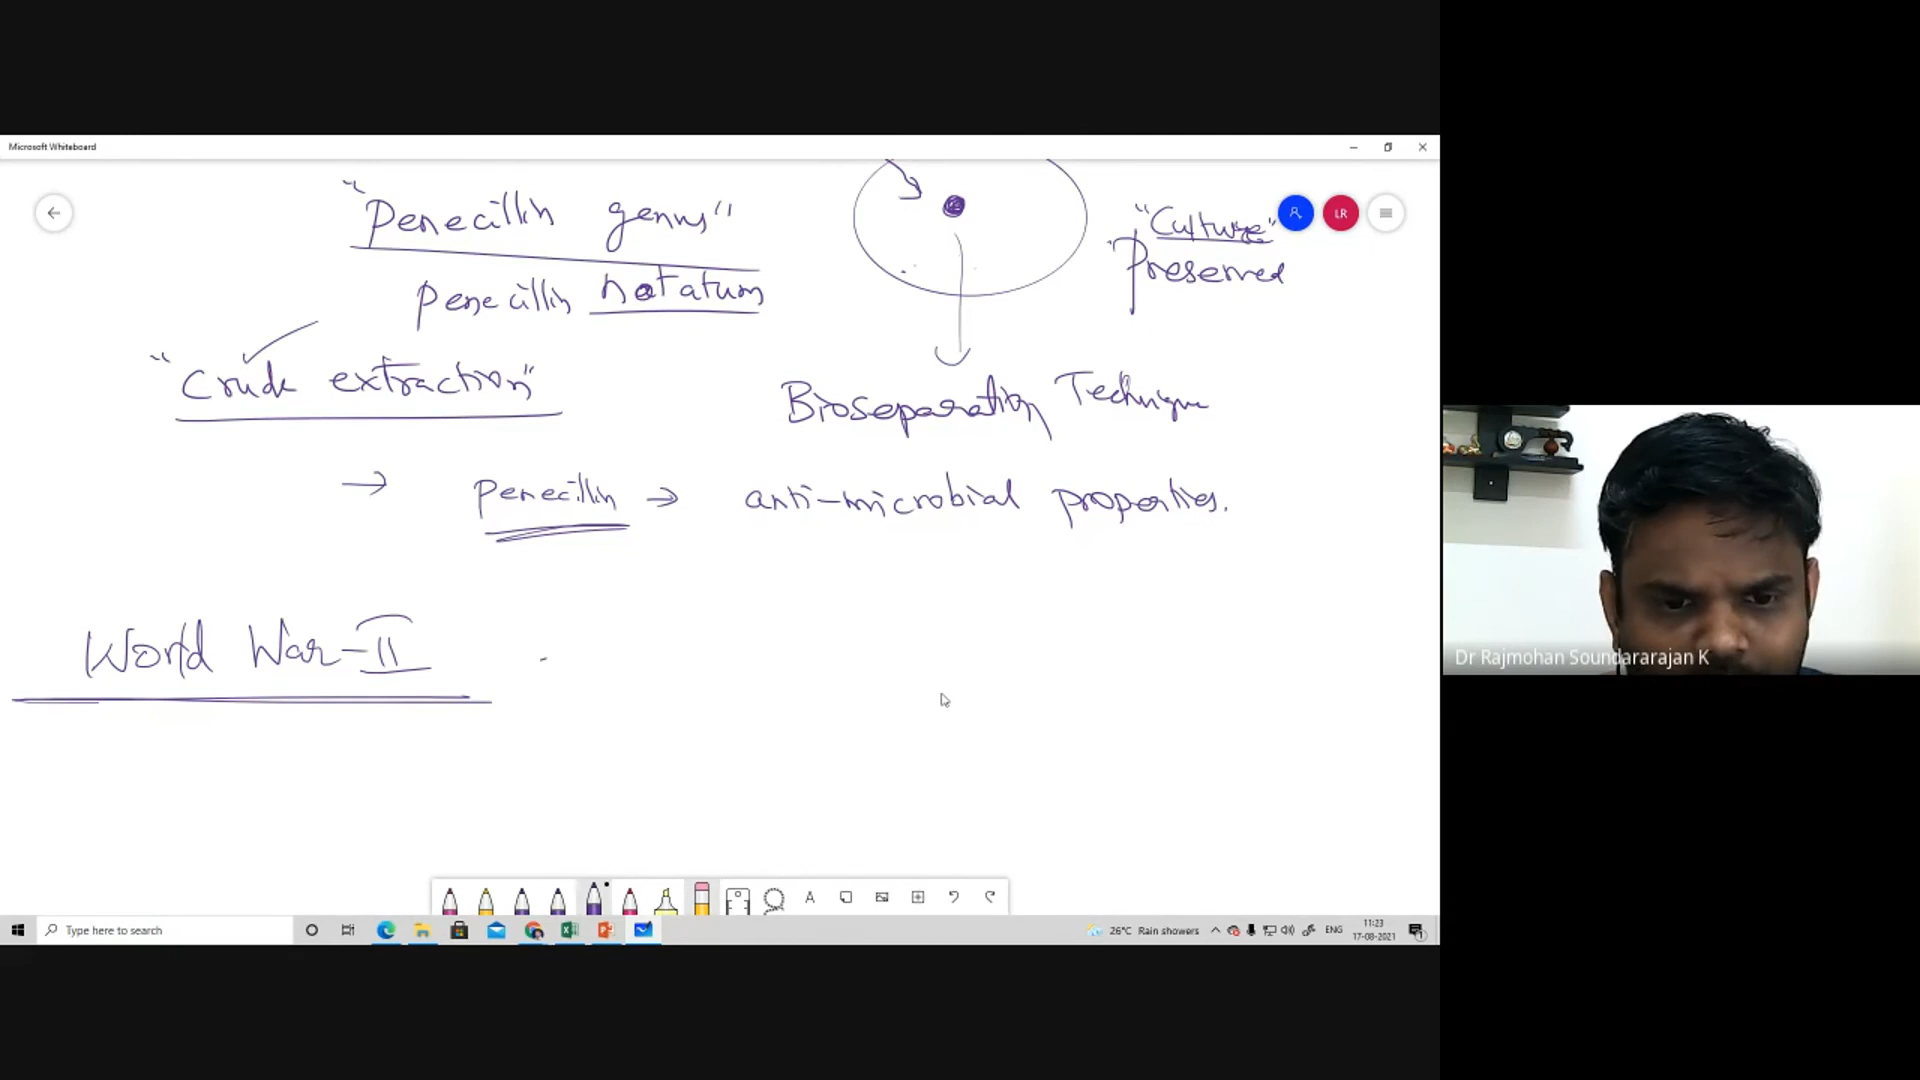 Microsoft Whiteboard
"Penecillin genus"
penecillin notatum
"Culture"
Preserved
LR
"Crude extraction"
Bioseparation Technique
→ penecillin → anti-microbial properties.
World War-II
Dr Rajmohan Soundararajan K
A
Type here to search
26°C Rain showers
ENG
11:23
17-08-2021
1